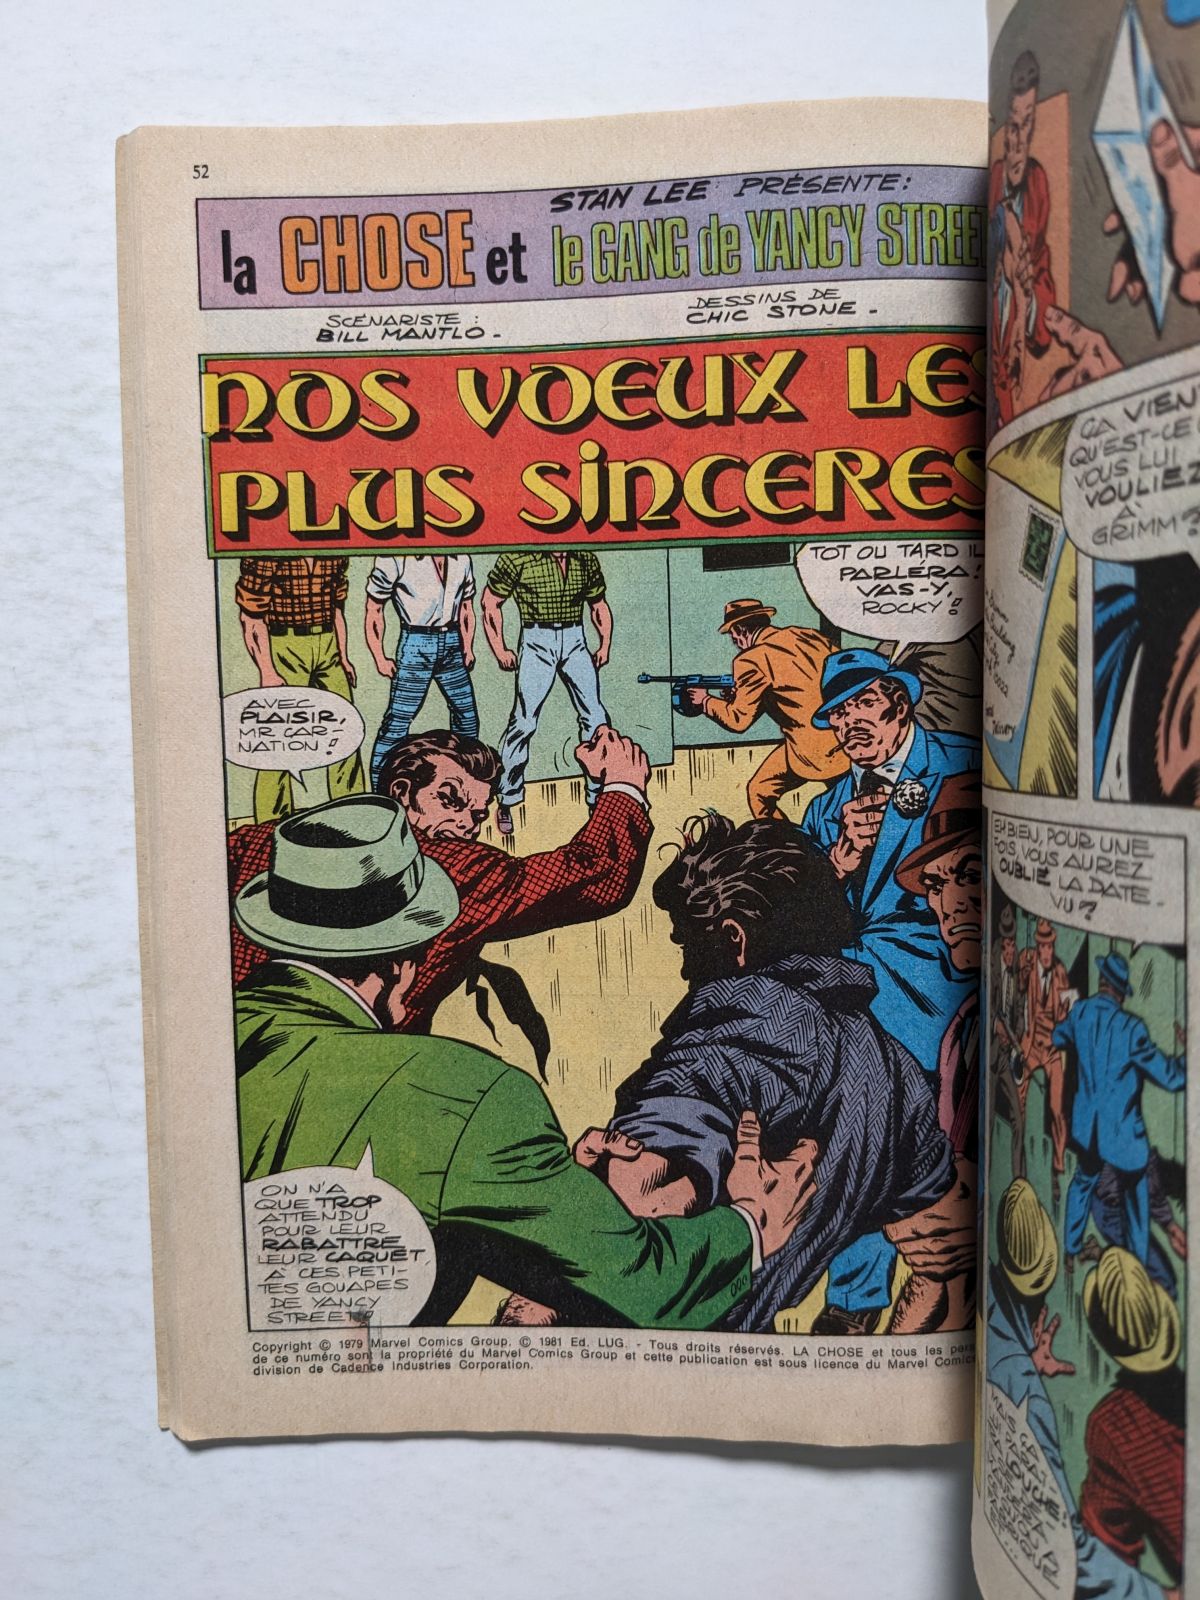 52
STAN LEE PRÉSENTE:
la CHOSE et le GANG de YANCY STREET
SCÉNARISTE :
BILL MANTLO -
DESSINS DE
CHIC STONE -
NOS VOEUX LES
PLUS SINCERES
TOT OU TARD IL
PARLERA!
VAS-Y,
ROCKY!
AVEC
PLAISIR,
MR CAR-
NATION!
ON N'A
QUE TROP
ATTENDU
POUR LEUR
RABATTRE
LEUR CAQUET,
À CES PETI-
TES GOUAPES
DE YANCY
STREET!
Copyright © 1979 Marvel Comics Group, © 1981 Ed. LUG. - Tous droits réservés. LA CHOSE et tous les pers
de ce numéro sont la propriété du Marvel Comics Group et cette publication est sous licence du Marvel Comics
division de Cadence Industries Corporation.
ÇA VIEN
QU'EST-CE
VOUS LUI
VOULIEZ
À
GRIMM?
EH BIEN, POUR UNE
FOIS, VOUS AUREZ
OUBLIÉ LA DATE -
VU?
MAIS